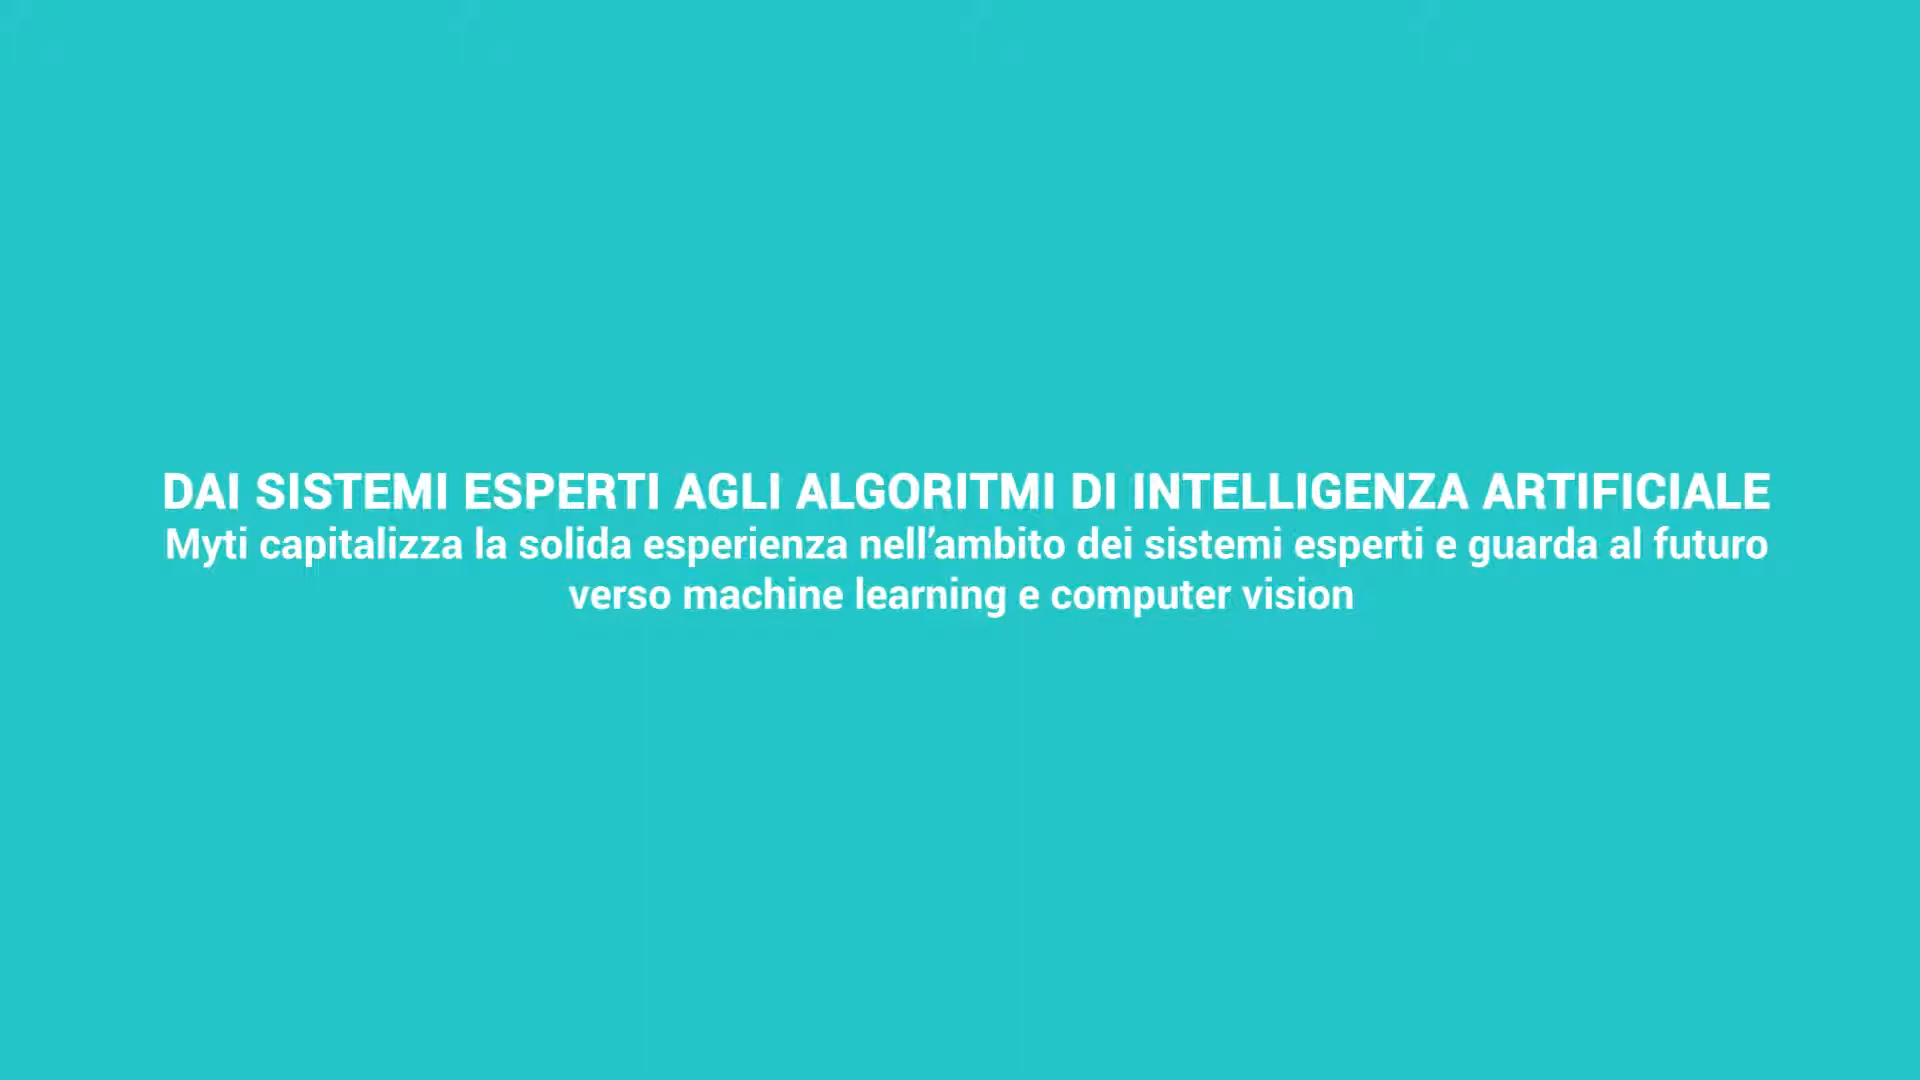 DAI SISTEMI ESPERTI AGLI ALGORITMI DI INTELLIGENZA ARTIFICIALE
Myti capitalizza la solida esperienza nell’ambito dei sistemi esperti e guarda al futuro
verso machine learning e computer vision